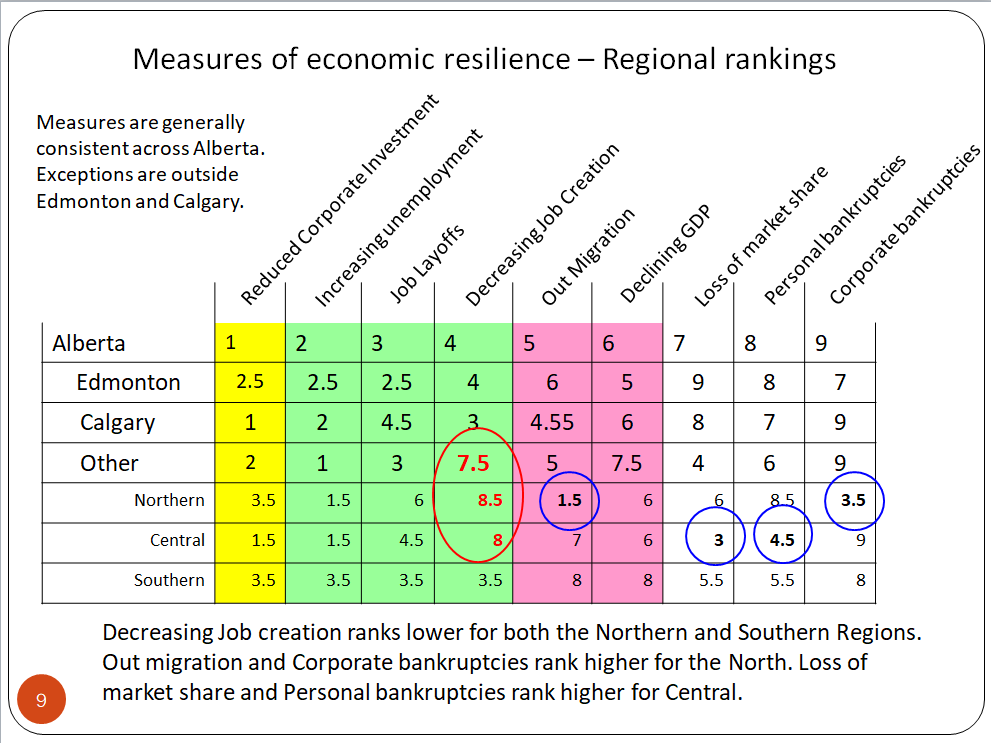 Measures of economic resilience – Regional rankings
Measures are generally
consistent across Alberta.
Exceptions are outside
Edmonton and Calgary.
Reduced Corporate Investment
Increasing unemployment
Job Layoffs
Decreasing Job Creation
Out Migration
Declining GDP
Loss of market share
Personal bankruptcies
Corporate bankruptcies
Alberta 1 2 3 4 5 6 7 8 9
Edmonton 2.5 2.5 2.5 4 6 5 9 8 7
Calgary 1 2 4.5 3 4.55 6 8 7 9
Other 2 1 3 7.5 5 7.5 4 6 9
Northern 3.5 1.5 6 8.5 1.5 6 6 8.5 3.5
Central 1.5 1.5 4.5 8 7 6 3 4.5 9
Southern 3.5 3.5 3.5 3.5 8 8 5.5 5.5 8
Decreasing Job creation ranks lower for both the Northern and Southern Regions.
Out migration and Corporate bankruptcies rank higher for the North. Loss of
market share and Personal bankruptcies rank higher for Central.
9